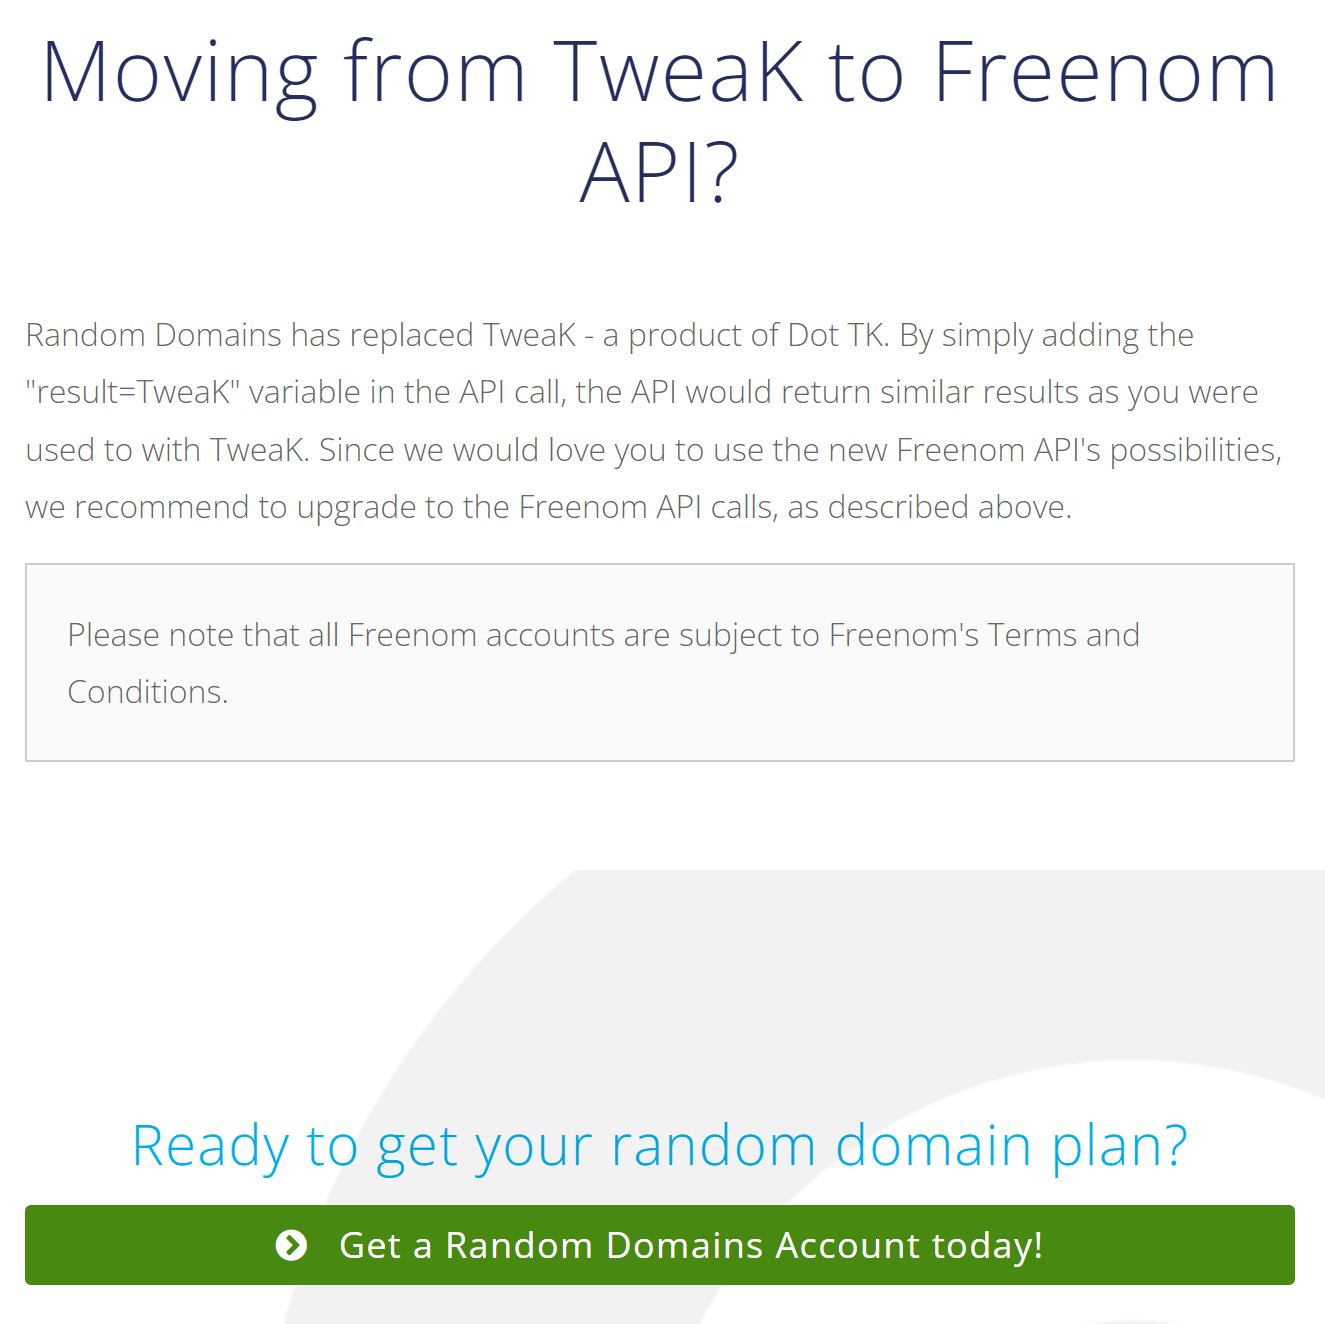 Moving from TweaK to Freenom
API?
Random Domains has replaced TweaK - a product of Dot TK. By simply adding the
"result=TweaK" variable in the API call, the API would return similar results as you were
used to with TweaK. Since we would love you to use the new Freenom API's possibilities,
we recommend to upgrade to the Freenom API calls, as described above.
Please note that all Freenom accounts are subject to Freenom's Terms and
Conditions.
Ready to get your random domain plan?
Get a Random Domains Account today!